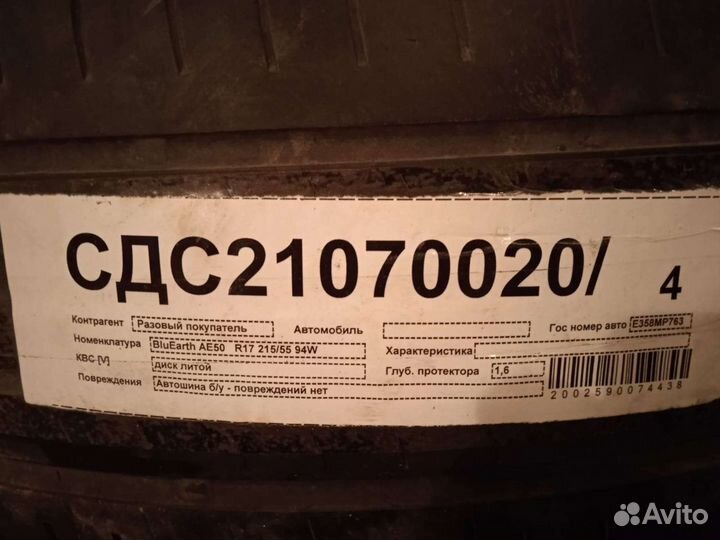 СДС21070020/ 4
Контрагент Разовый покупатель Автомобиль Гос номер авто Е358МР763
Номенклатура BluEarth AE50 R17 215/55 94W Характеристика
КВС [V] диск литой Глуб. протектора 1,6
Повреждения Автошина б/у - повреждений нет
2002590074438
Avito